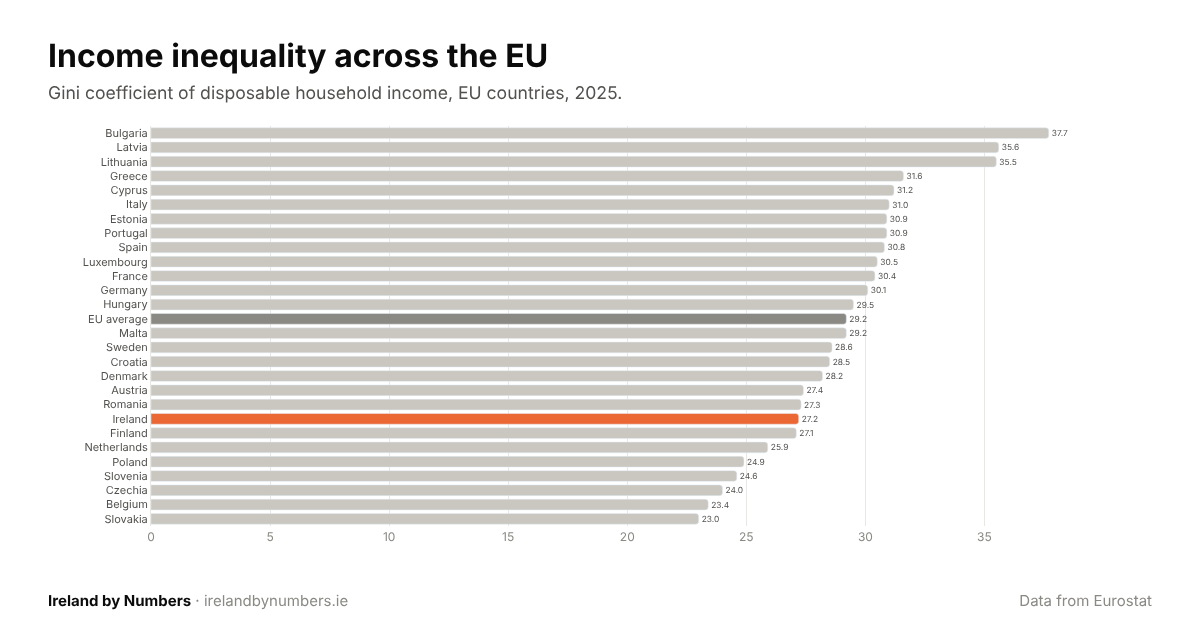 Income inequality across the EU
Gini coefficient of disposable household income, EU countries, 2025.
Bulgaria 37.7
Latvia 35.6
Lithuania 35.5
Greece 31.6
Cyprus 31.2
Italy 31.0
Estonia 30.9
Portugal 30.9
Spain 30.8
Luxembourg 30.5
France 30.4
Germany 30.1
Hungary 29.5
EU average 29.2
Malta 29.2
Sweden 28.6
Croatia 28.5
Denmark 28.2
Austria 27.4
Romania 27.3
Ireland 27.2
Finland 27.1
Netherlands 25.9
Poland 24.9
Slovenia 24.6
Czechia 24.0
Belgium 23.4
Slovakia 23.0
0 5 10 15 20 25 30 35
Ireland by Numbers · irelandbynumbers.ie Data from Eurostat